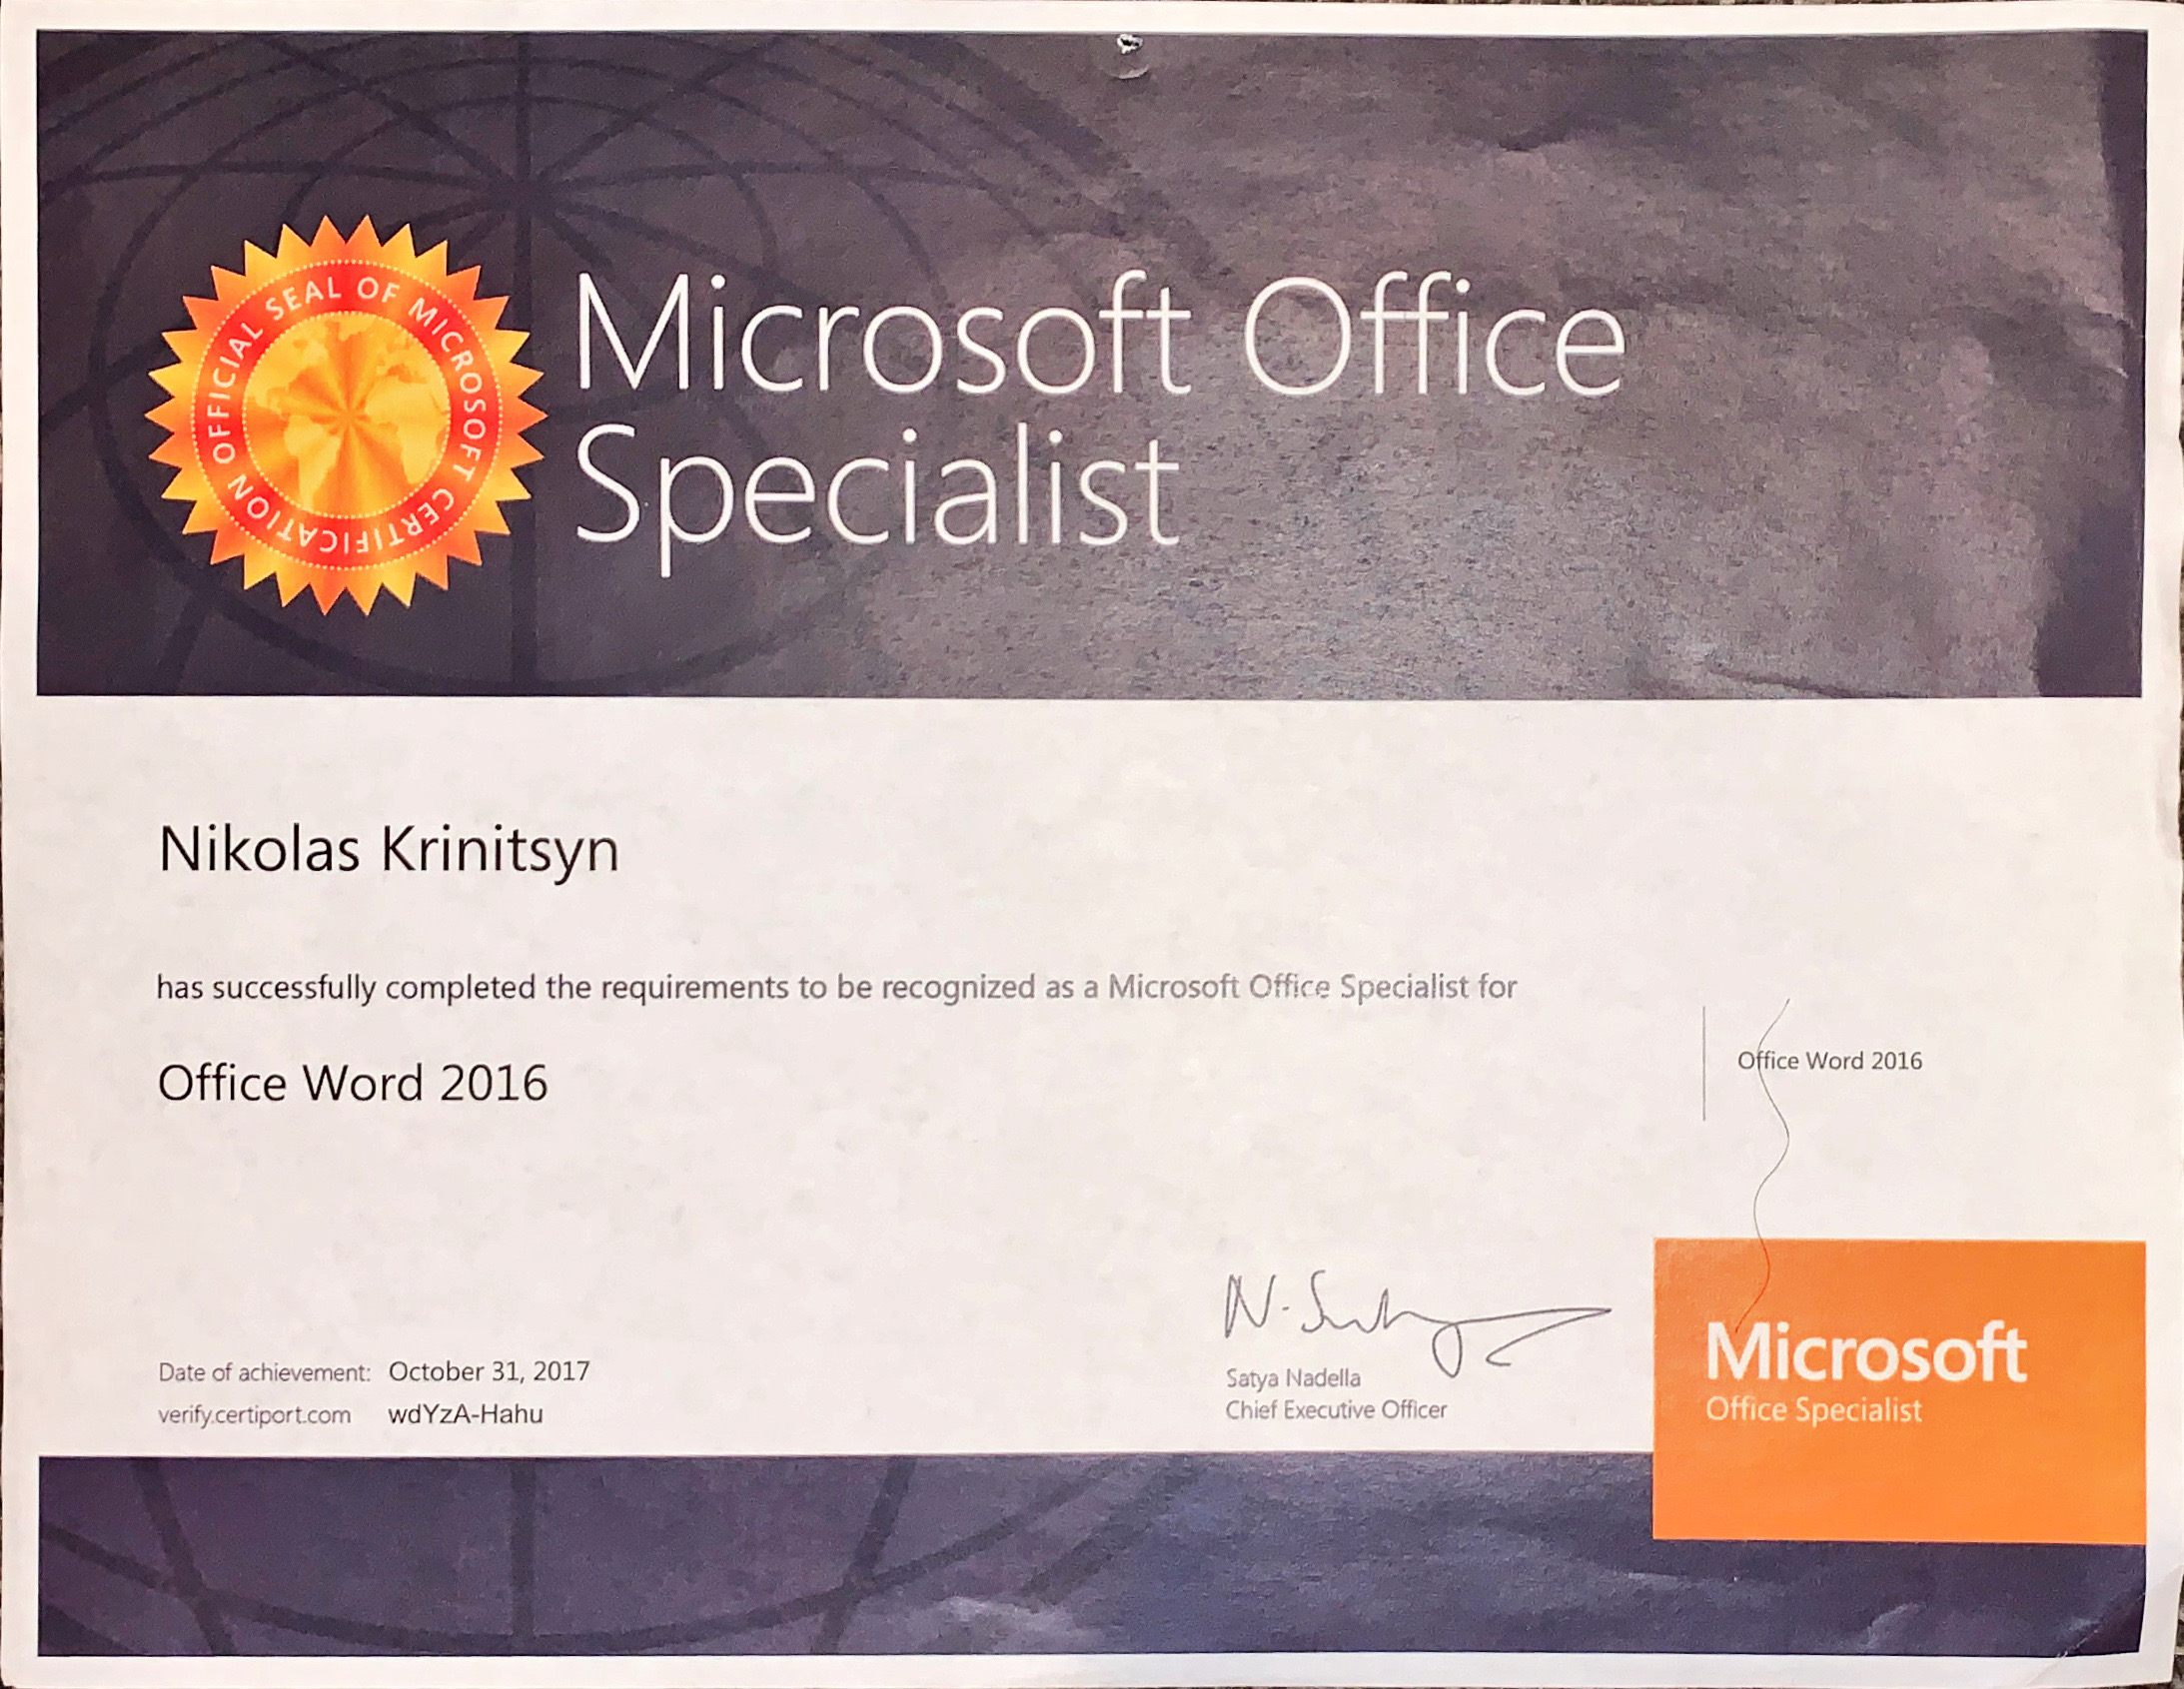 OFFICIAL SEAL OF MICROSOFT CERTIFICATION
Microsoft Office
Specialist
Nikolas Krinitsyn
has successfully completed the requirements to be recognized as a Microsoft Office Specialist for
Office Word 2016
Office Word 2016
Date of achievement: October 31, 2017
verify.certiport.com wdYzA-Hahu
Satya Nadella
Chief Executive Officer
Microsoft
Office Specialist